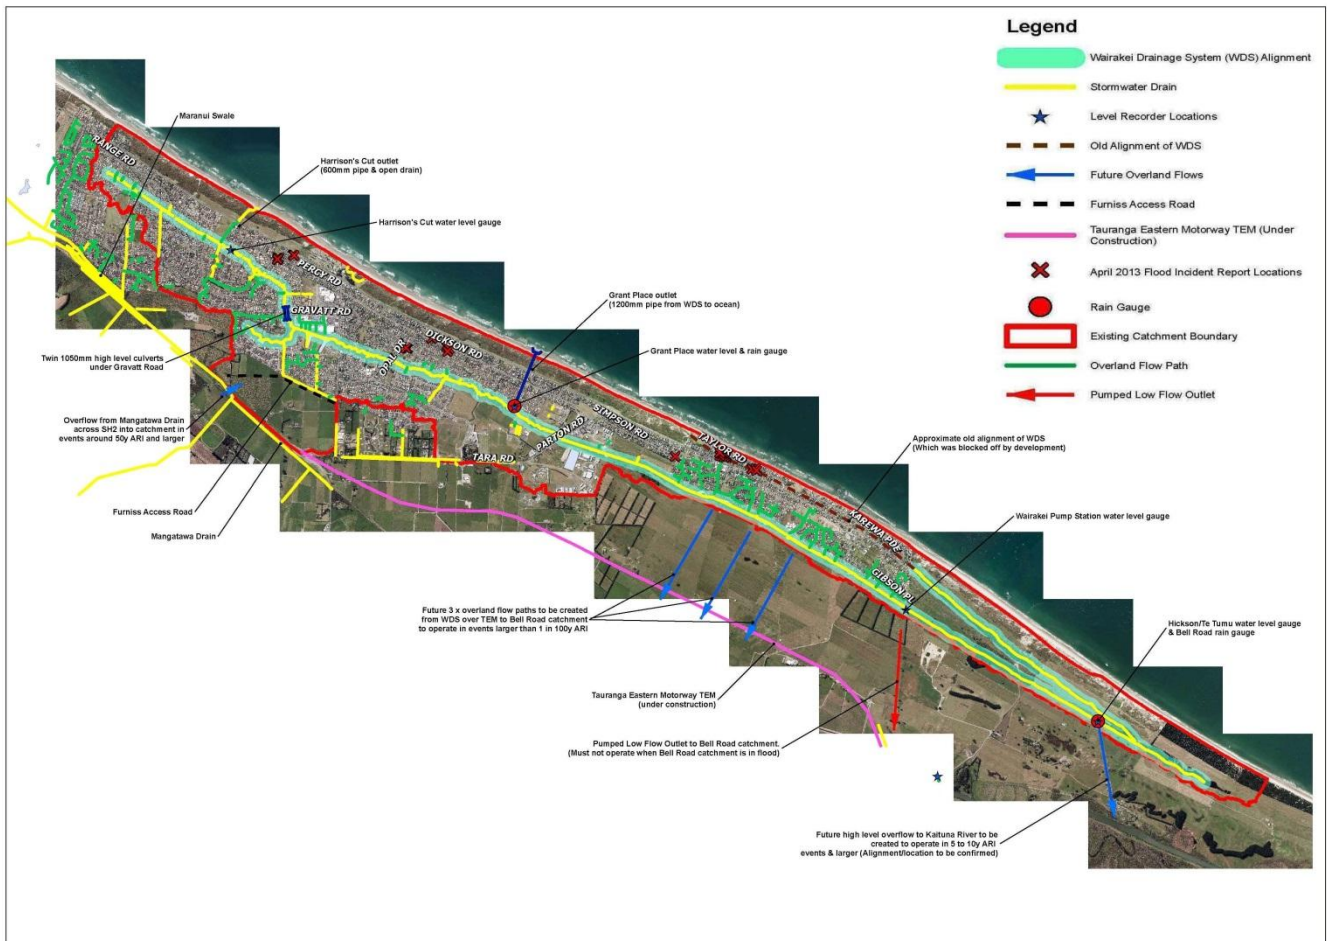 Legend
Wairakei Drainage System (WDS) Alignment
Stormwater Drain
Level Recorder Locations
Old Alignment of WDS
Future Overland Flows
Furniss Access Road
Tauranga Eastern Motorway TEM (Under
Construction)
April 2013 Flood Incident Report Locations
Rain Gauge
Existing Catchment Boundary
Overland Flow Path
Pumped Low Flow Outlet
Maranui Swale
RANGE RD
Harrison's Cut outlet
(600mm pipe & open drain)
Harrison's Cut water level gauge
PERCY RD
GRAVATT RD
Grant Place outlet
(1200mm pipe from WDS to ocean)
DICKSON RD
OPAL DR
Grant Place water level & rain gauge
Twin 1050mm high level culverts
under Gravatt Road
SIMPSON RD
PARTON RD
TAYLOR RD
Overflow from Mangatawa Drain
across SH2 into catchment in
events around 50y ARI and larger
TARA RD
Approximate old alignment of WDS
(Which was blocked off by development)
Furniss Access Road
KAREWA PDE
Wairakei Pump Station water level gauge
Mangatawa Drain
GIBSON PL
Future 3 x overland flow paths to be created
from WDS over TEM to Bell Road catchment
to operate in events larger than 1 in 100y ARI
Hickson/Te Tumu water level gauge
& Bell Road rain gauge
Tauranga Eastern Motorway TEM
(under construction)
Pumped Low Flow Outlet to Bell Road catchment.
(Must not operate when Bell Road catchment is in flood)
Future high level overflow to Kaituna River to be
created to operate in 5 to 10y ARI
events & larger (Alignment/location to be confirmed)